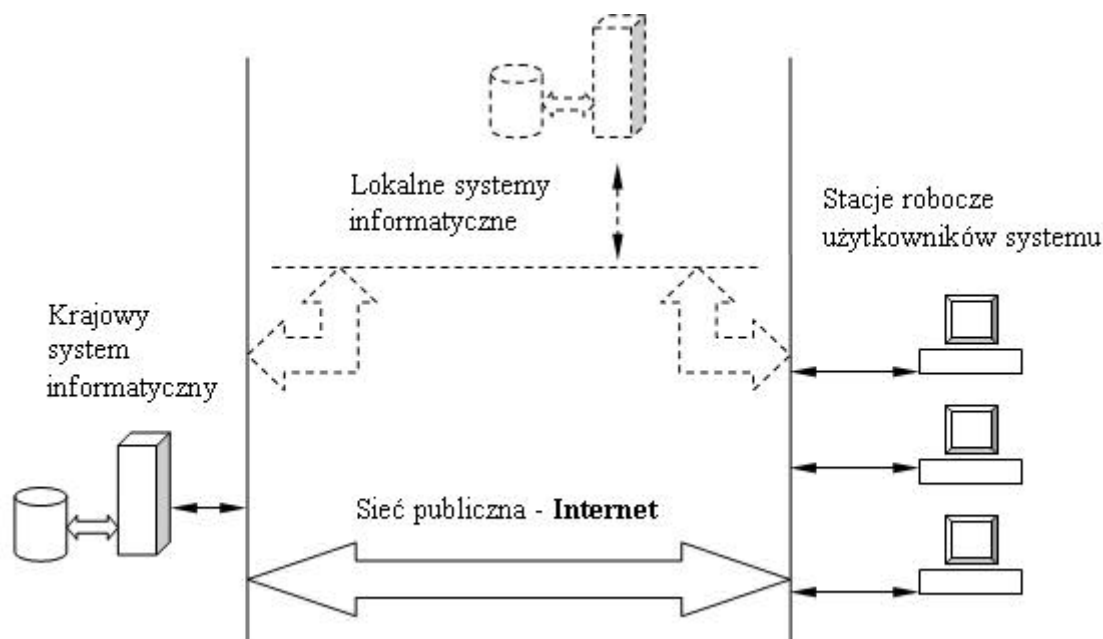 Lokalne systemy
informatyczne
Stacje robocze
użytkowników systemu
Krajowy
system
informatyczny
Sieć publiczna - Internet